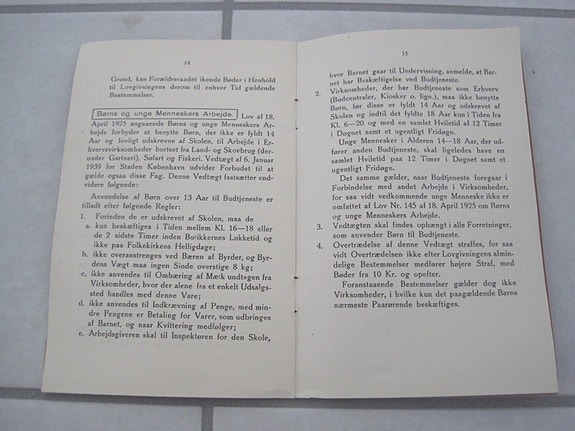 14
Grund, kan Forældreraadet ikende Bøder i Henhold
til Lovgivningens derom til enhver Tid gældende
Bestemmelser.
Børns og unge Menneskers Arbejde. Lov af 18.
April 1925 angaaende Børns og unge Menneskers Ar-
bejde forbyder at benytte Børn, der ikke er fyldt 14
Aar og lovligt udskrevet af Skolen, til Arbejde i Er-
hvervsvirksomheder bortset fra Land- og Skovbrug (der-
under Gartneri), Søfart og Fiskeri. Vedtægt af 6. Januar
1939 for Staden København udvider Forbudet til at
gælde ogsaa disse Fag. Denne Vedtægt fastsætter end-
videre følgende:
Anvendelse af Børn over 13 Aar til Budtjeneste er
tilladt efter følgende Regler:
1. Forinden de er udskrevet af Skolen, maa de
a. kun beskæftiges i Tiden mellem Kl. 16—18 eller
de 2 sidste Timer inden Butikkernes Lukketid og
ikke paa Folkekirkens Helligdage;
b. ikke overanstrenges ved Bæren af Byrder, og Byr-
dens Vægt maa ingen Sinde overstige 8 kg;
c. ikke anvendes til Ombæring af Mælk undtagen fra
Virksomheder, hvor der alene fra et enkelt Udsalgs-
sted handles med denne Vare;
d. ikke anvendes til Indkrævning af Penge, med min-
dre Pengene er Betaling for Varer, som udbringes
af Barnet, og naar Kvittering medfølger;
e. Arbejdsgiveren skal til Inspektøren for den Skole,
15
hvor Barnet gaar til Undervisning, anmelde, at Bar-
net har Beskæftigelse ved Budtjeneste.
2. Virksomheder, der har Budtjeneste som Erhverv
(Budcentraler, Kiosker o. lign.), maa ikke benytte
Børn, før disse er fyldt 14 Aar og udskrevet af
Skolen og indtil det fyldte 18 Aar kun i Tiden fra
Kl. 6—20 og med en samlet Hviletid af 12 Timer
i Døgnet samt et ugentligt Fridøgn.
Unge Mennesker i Alderen 14—18 Aar, der ud-
fører anden Budtjeneste, skal ligeledes have en
samlet Hviletid paa 12 Timer i Døgnet samt et
ugentligt Fridøgn.
Det samme gælder, naar Budtjeneste foregaar i
Forbindelse med andet Arbejde i Virksomheder,
for saa vidt vedkommende unge Menneske ikke er
omfattet af Lov Nr. 145 af 18. April 1925 om Børns
og unge Menneskers Arbejde.
3. Vedtægten skal findes ophængt i alle Forretninger,
som anvender Børn til Budtjeneste.
4. Overtrædelse af denne Vedtægt straffes, for saa
vidt Overtrædelsen ikke efter Lovgivningens almin-
delige Bestemmelser medfører højere Straf, med
Bøder fra 10 Kr. og opefter.
Foranstaaende Bestemmelser gælder dog ikke
Virksomheder, i hvilke kun det paagældende Barns
nærmeste Paarørende beskæftiges.